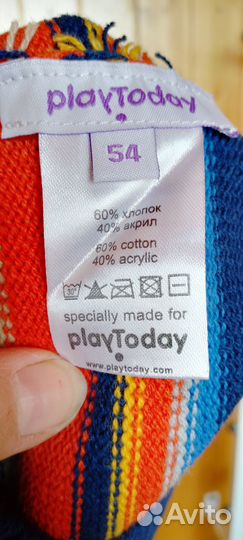 playToday
54
60% хлопок
40% акрил
60% cotton
40% acrylic
specially made for
playToday
www.playtoday.com
Avito